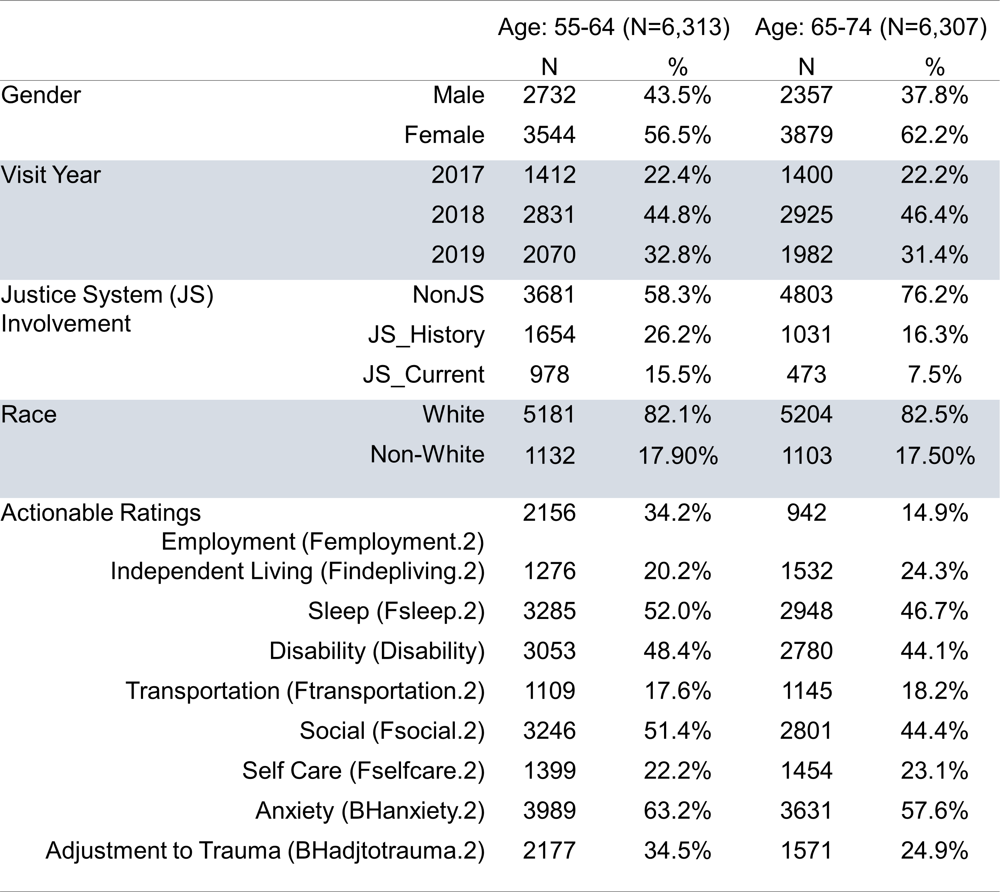 Age: 55-64 (N=6,313) Age: 65-74 (N=6,307)
N % N %
Gender Male 2732 43.5% 2357 37.8%
Female 3544 56.5% 3879 62.2%
Visit Year 2017 1412 22.4% 1400 22.2%
2018 2831 44.8% 2925 46.4%
2019 2070 32.8% 1982 31.4%
Justice System (JS) NonJS 3681 58.3% 4803 76.2%
Involvement
JS_History 1654 26.2% 1031 16.3%
JS_Current 978 15.5% 473 7.5%
Race White 5181 82.1% 5204 82.5%
Non-White 1132 17.90% 1103 17.50%
Actionable Ratings 2156 34.2% 942 14.9%
Employment (Femployment.2)
Independent Living (Findepliving.2) 1276 20.2% 1532 24.3%
Sleep (Fsleep.2) 3285 52.0% 2948 46.7%
Disability (Disability) 3053 48.4% 2780 44.1%
Transportation (Ftransportation.2) 1109 17.6% 1145 18.2%
Social (Fsocial.2) 3246 51.4% 2801 44.4%
Self Care (Fselfcare.2) 1399 22.2% 1454 23.1%
Anxiety (BHanxiety.2) 3989 63.2% 3631 57.6%
Adjustment to Trauma (BHadjtotrauma.2) 2177 34.5% 1571 24.9%